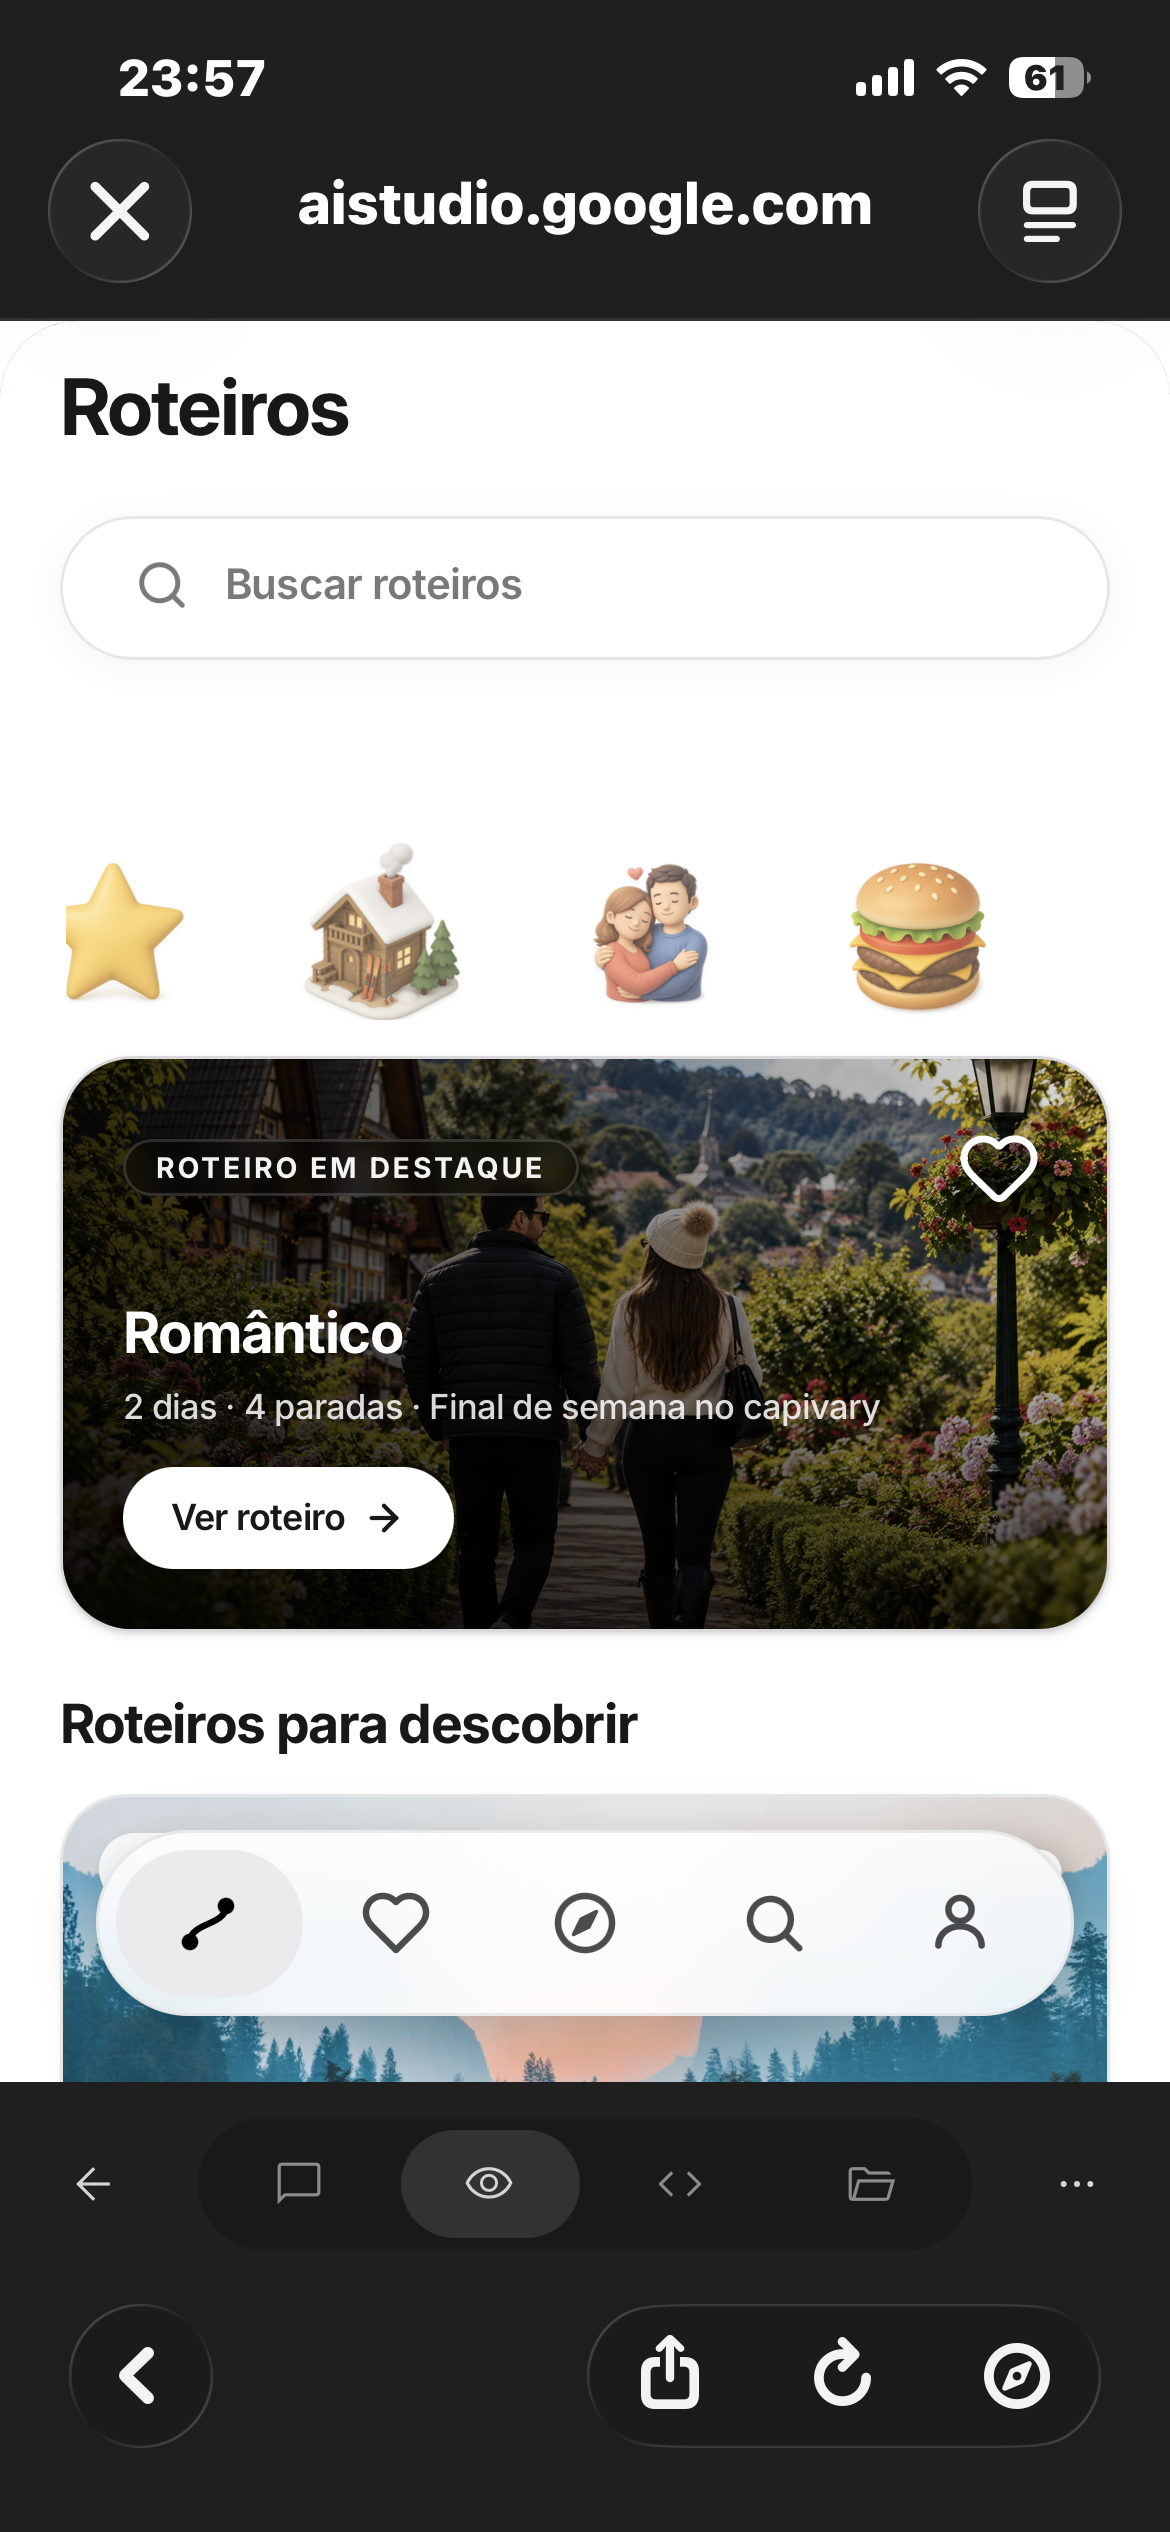 23:57
61
aistudio.google.com
Roteiros
Buscar roteiros
ROTEIRO EM DESTAQUE
Romântico
2 dias · 4 paradas · Final de semana no capivary
Ver roteiro
Roteiros para descobrir